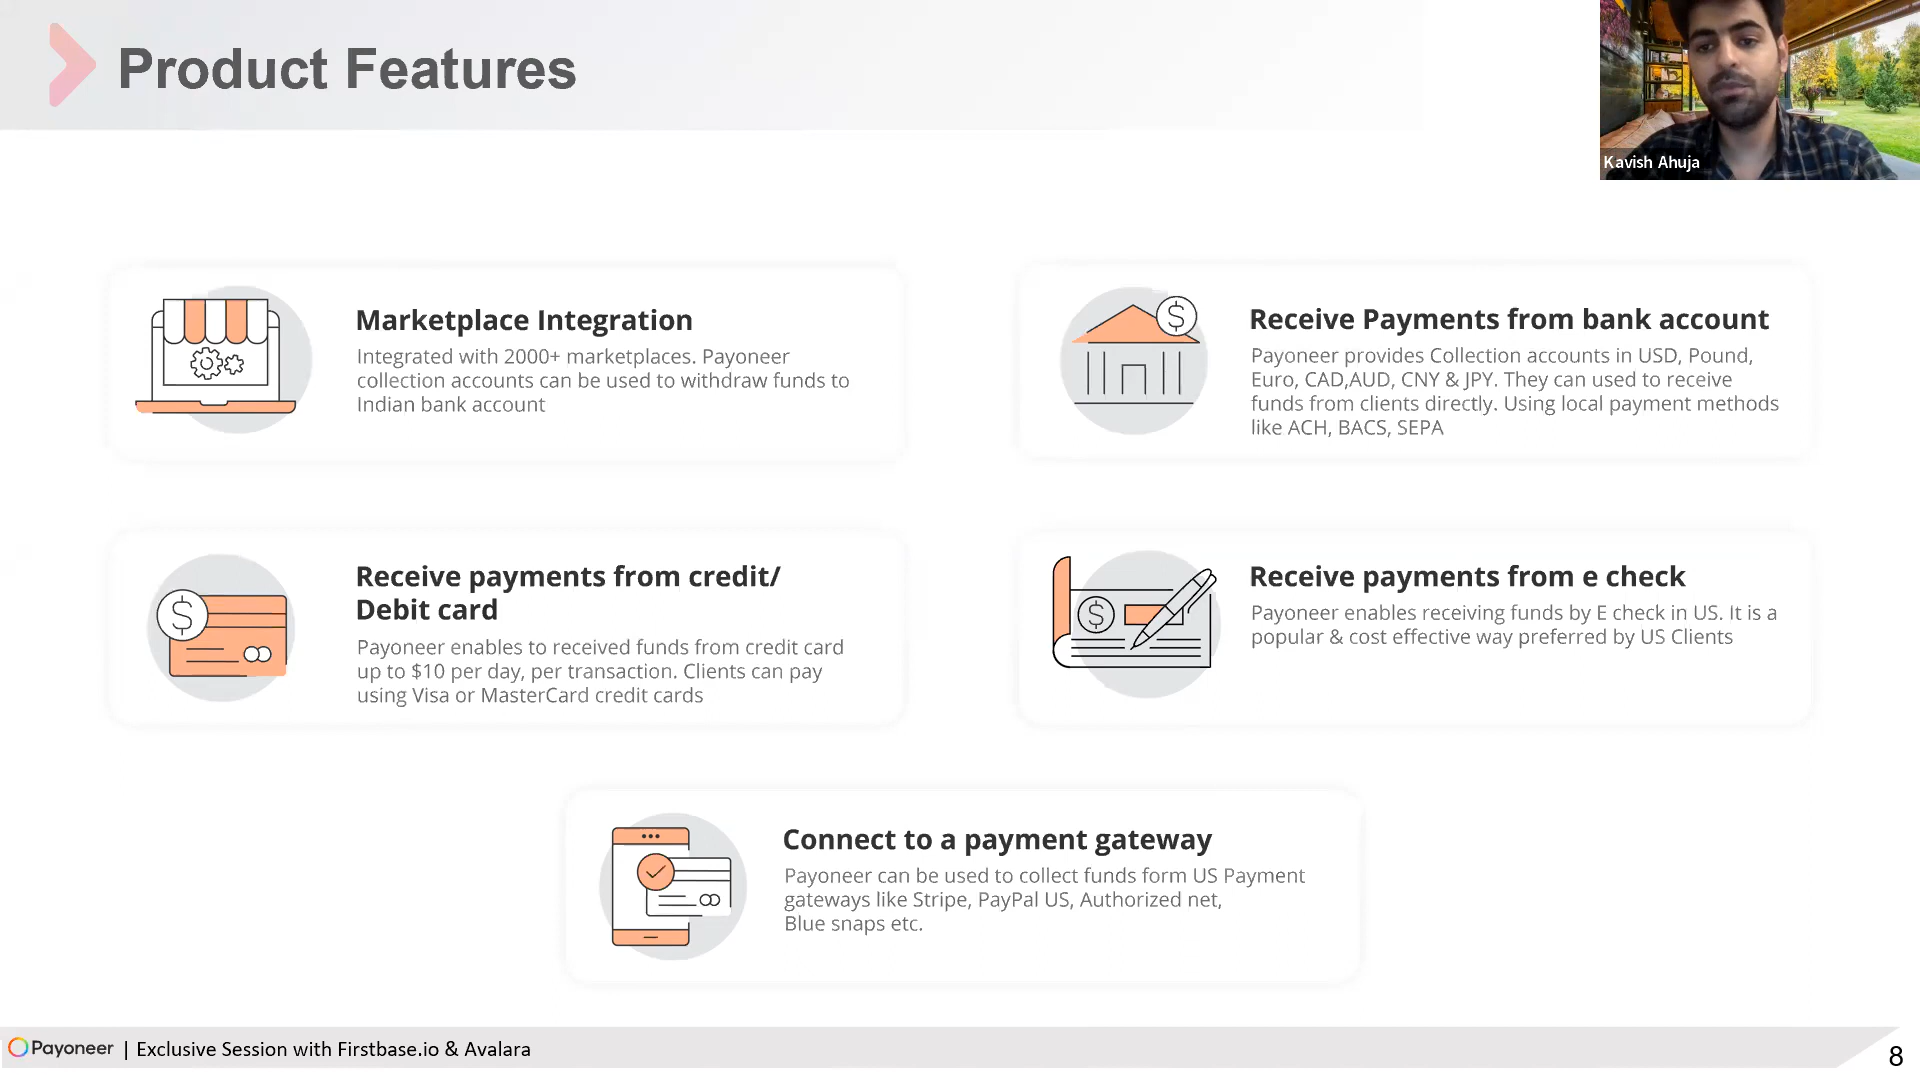 Product Features
Kavish Ahuja
Marketplace Integration
Integrated with 2000+ marketplaces. Payoneer
collection accounts can be used to withdraw funds to
Indian bank account
Receive Payments from bank account
Payoneer provides Collection accounts in USD, Pound,
Euro, CAD,AUD, CNY & JPY. They can used to receive
funds from clients directly. Using local payment methods
like ACH, BACS, SEPA
Receive payments from credit/
Debit card
Payoneer enables to received funds from credit card
up to $10 per day, per transaction. Clients can pay
using Visa or MasterCard credit cards
Receive payments from e check
Payoneer enables receiving funds by E check in US. It is a
popular & cost effective way preferred by US Clients
Connect to a payment gateway
Payoneer can be used to collect funds form US Payment
gateways like Stripe, PayPal US, Authorized net,
Blue snaps etc.
Payoneer | Exclusive Session with Firstbase.io & Avalara
8